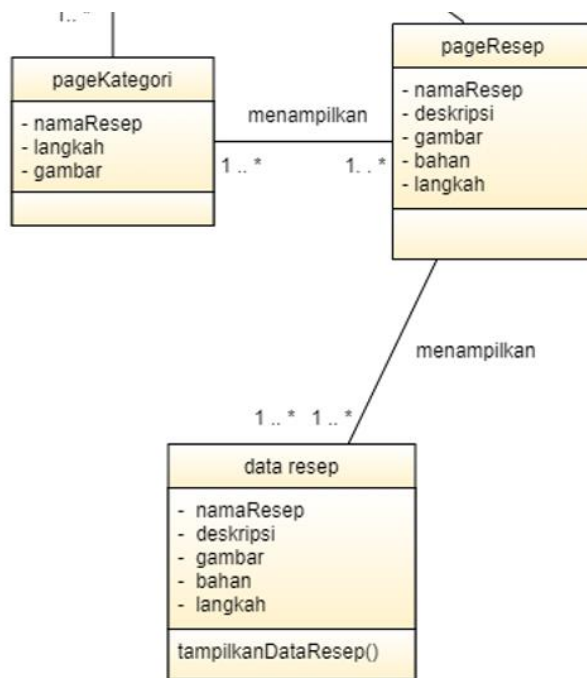 1.. *
pageKategori
- namaResep
- langkah
- gambar
menampilkan
1 .. *
1. . *
pageResep
- namaResep
- deskripsi
- gambar
- bahan
- langkah
menampilkan
1 .. * 1 .. *
data resep
- namaResep
- deskripsi
- gambar
- bahan
- langkah
tampilkanDataResep()